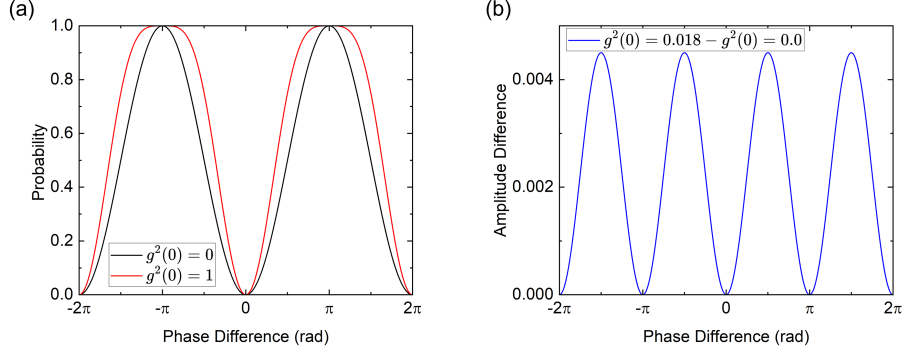 (a)
1.0
0.8
0.6
0.4
0.2
0.0
Probability
g²(0) = 0
g²(0) = 1
-2π -π 0 π 2π
Phase Difference (rad)
(b)
g²(0) = 0.018 − g²(0) = 0.0
0.004
0.002
0.000
Amplitude Difference
-2π -π 0 π 2π
Phase Difference (rad)